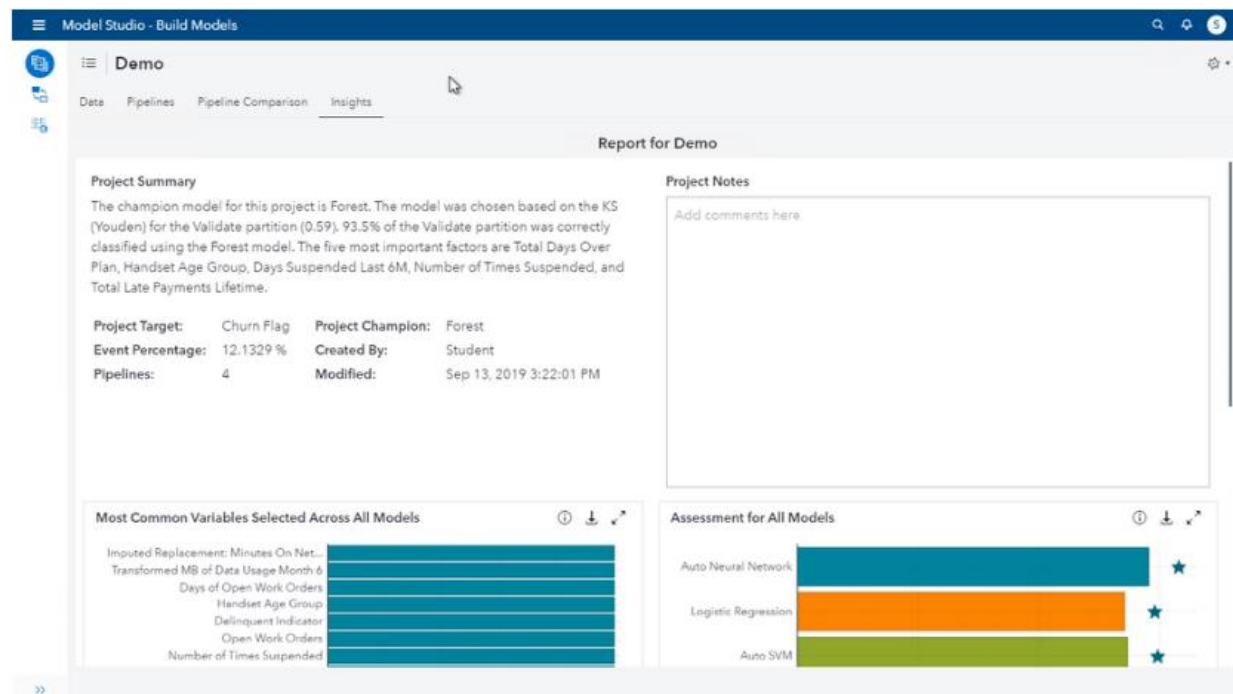 Model Studio - Build Models
S
Demo
Data Pipelines Pipeline Comparison Insights
Report for Demo
Project Summary
The champion model for this project is Forest. The model was chosen based on the KS
(Youden) for the Validate partition (0.59). 93.5% of the Validate partition was correctly
classified using the Forest model. The five most important factors are Total Days Over
Plan, Handset Age Group, Days Suspended Last 6M, Number of Times Suspended, and
Total Late Payments Lifetime.
Project Target: Churn Flag Project Champion: Forest
Event Percentage: 12.1329 % Created By: Student
Pipelines: 4 Modified: Sep 13, 2019 3:22:01 PM
Project Notes
Add comments here
Most Common Variables Selected Across All Models
Imputed Replacement: Minutes On Net...
Transformed MB of Data Usage Month 6
Days of Open Work Orders
Handset Age Group
Delinquent Indicator
Open Work Orders
Number of Times Suspended
Assessment for All Models
Auto Neural Network
Logistic Regression
Auto SVM